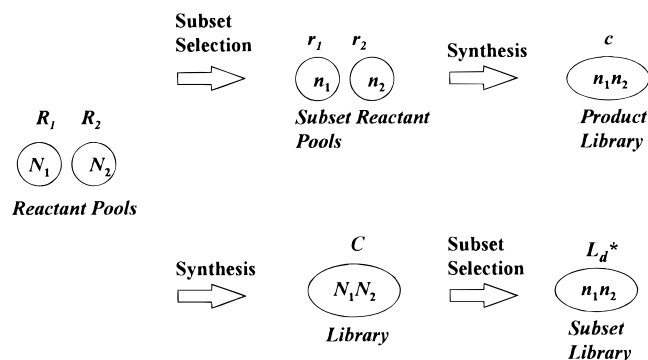 Subset
Selection
r₁ r₂
n₁ n₂
Subset Reactant
Pools
Synthesis
c
n₁n₂
Product
Library
R₁ R₂
N₁ N₂
Reactant Pools
Synthesis
C
N₁N₂
Library
Subset
Selection
L_d*
n₁n₂
Subset
Library